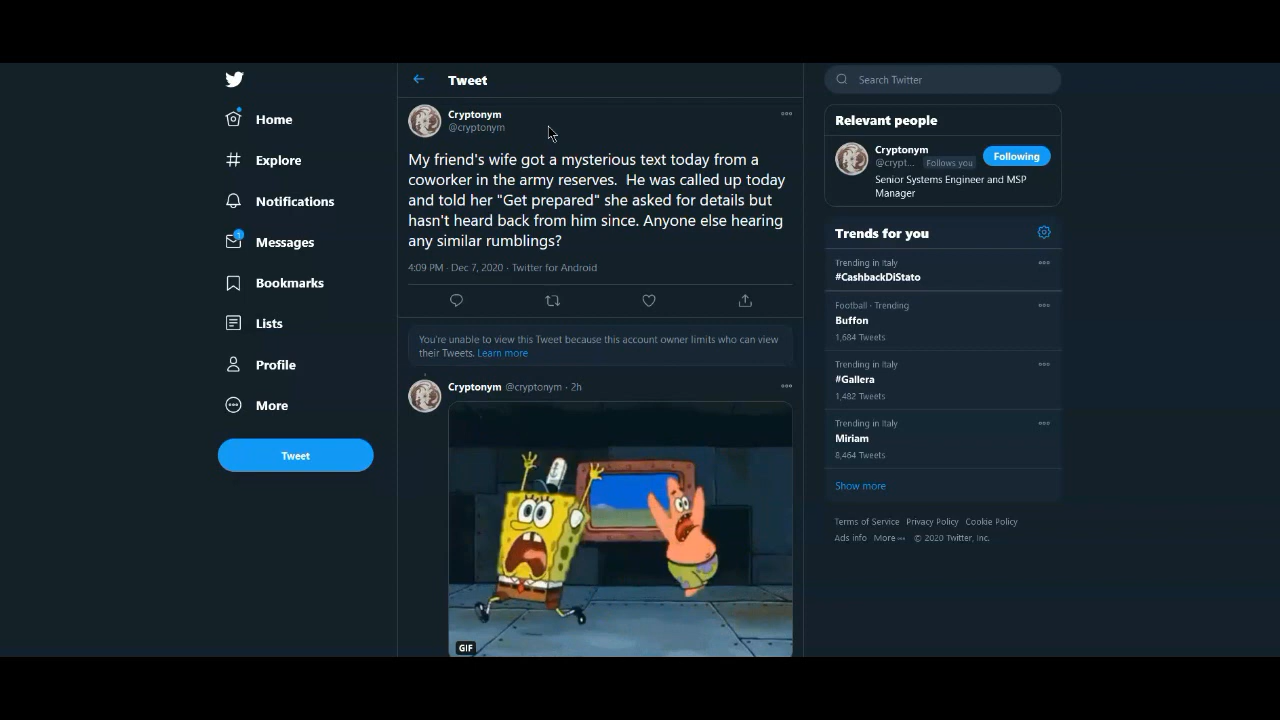 Home
Explore
Notifications
1
Messages
Bookmarks
Lists
Profile
More
Tweet
Tweet
Cryptonym
@cryptonym
My friend's wife got a mysterious text today from a
coworker in the army reserves.  He was called up today
and told her "Get prepared" she asked for details but
hasn't heard back from him since. Anyone else hearing
any similar rumblings?
4:09 PM · Dec 7, 2020 · Twitter for Android
You're unable to view this Tweet because this account owner limits who can view
their Tweets. Learn more
Cryptonym @cryptonym · 2h
GIF
Search Twitter
Relevant people
Cryptonym
@crypt... Follows you
Following
Senior Systems Engineer and MSP
Manager
Trends for you
Trending in Italy
#CashbackDiStato
Football · Trending
Buffon
1,684 Tweets
Trending in Italy
#Gallera
1,482 Tweets
Trending in Italy
Miriam
8,464 Tweets
Show more
Terms of Service Privacy Policy Cookie Policy
Ads info More © 2020 Twitter, Inc.